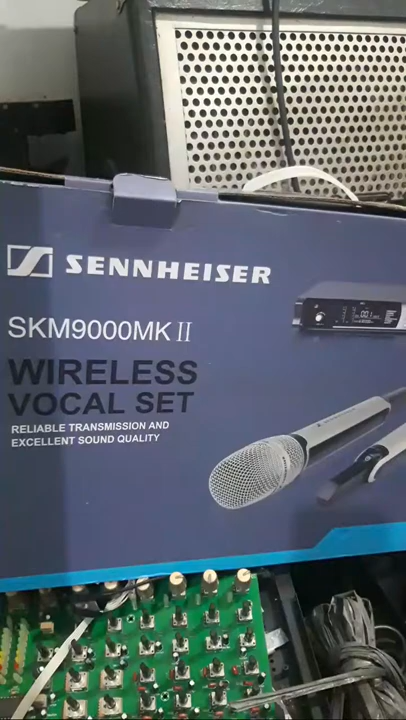 SENNHEISER
SKM9000MK II
WIRELESS
VOCAL SET
RELIABLE TRANSMISSION AND
EXCELLENT SOUND QUALITY